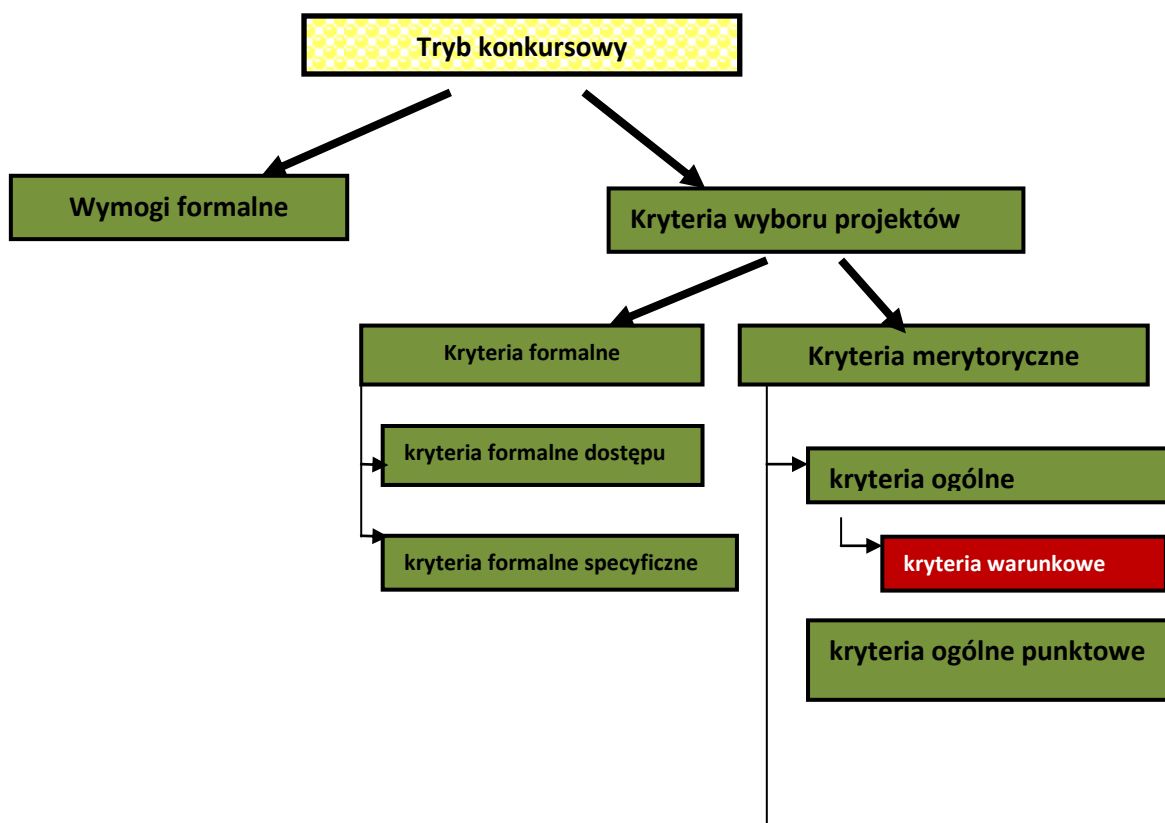 Tryb konkursowy
Wymogi formalne
Kryteria wyboru projektów
Kryteria formalne
Kryteria merytoryczne
kryteria formalne dostępu
kryteria ogólne
kryteria formalne specyficzne
kryteria warunkowe
kryteria ogólne punktowe